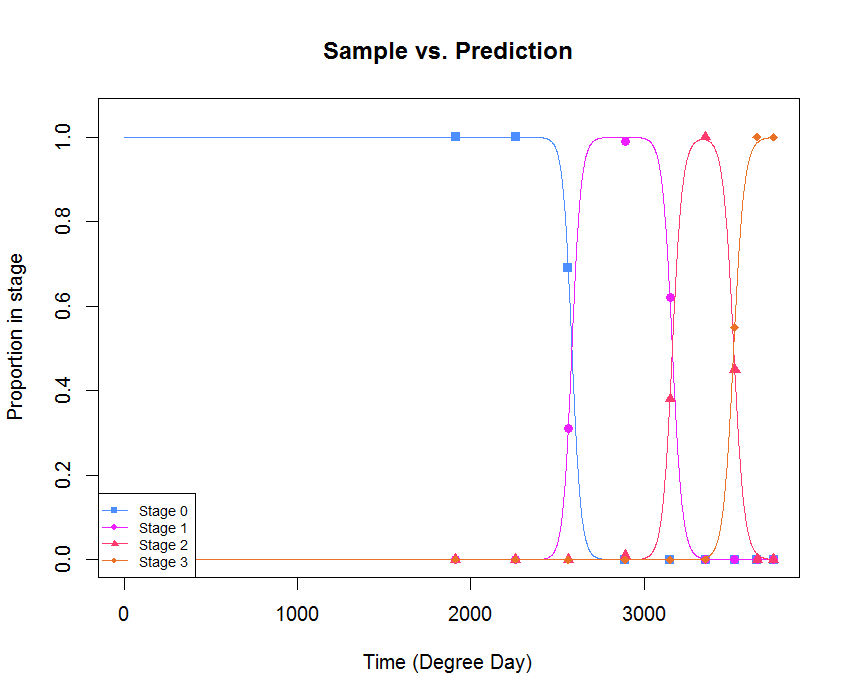 Sample vs. Prediction
Proportion in stage
1.0
0.8
0.6
0.4
0.2
0.0
Stage 0
Stage 1
Stage 2
Stage 3
0 1000 2000 3000
Time (Degree Day)